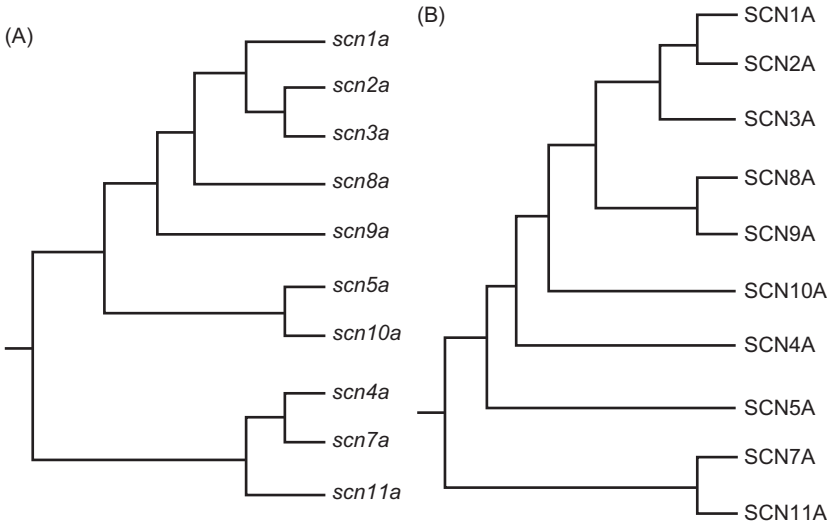 (A)
scn1a
scn2a
scn3a
scn8a
scn9a
scn5a
scn10a
scn4a
scn7a
scn11a
(B)
SCN1A
SCN2A
SCN3A
SCN8A
SCN9A
SCN10A
SCN4A
SCN5A
SCN7A
SCN11A